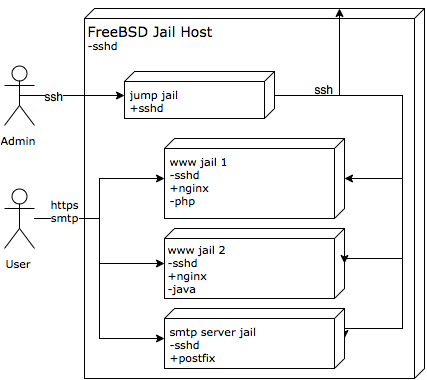 FreeBSD Jail Host
-sshd
jump jail
+sshd
ssh
ssh
Admin
www jail 1
-sshd
+nginx
-php
https
smtp
User
www jail 2
-sshd
+nginx
-java
smtp server jail
-sshd
+postfix